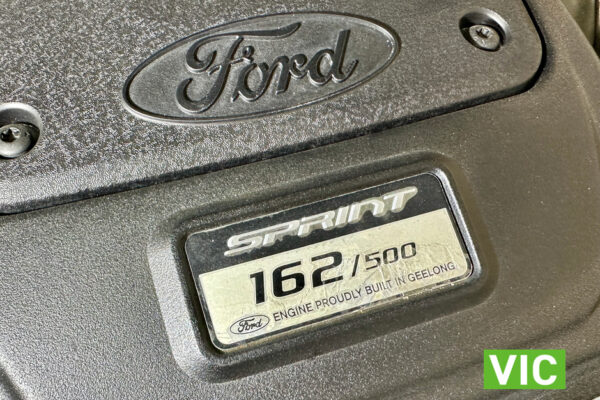 Ford
SPRINT
162/500
Ford ENGINE PROUDLY BUILT IN GEELONG
VIC